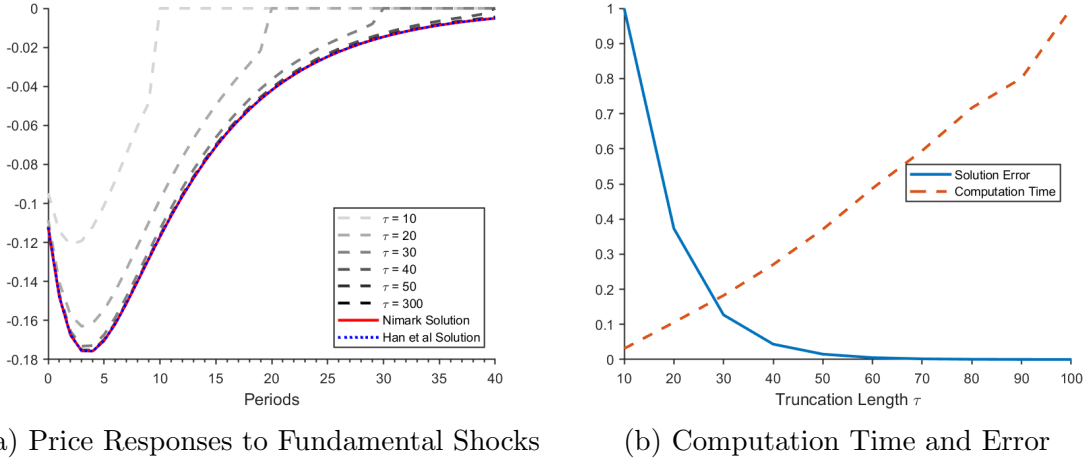 0
-0.02
-0.04
-0.06
-0.08
-0.1
-0.12
-0.14
-0.16
-0.18
0 5 10 15 20 25 30 35 40
Periods
τ = 10
τ = 20
τ = 30
τ = 40
τ = 50
τ = 300
Nimark Solution
Han et al Solution
) Price Responses to Fundamental Shocks
1
0.9
0.8
0.7
0.6
0.5
0.4
0.3
0.2
0.1
0
10 20 30 40 50 60 70 80 90 100
Truncation Length τ
Solution Error
Computation Time
(b) Computation Time and Error